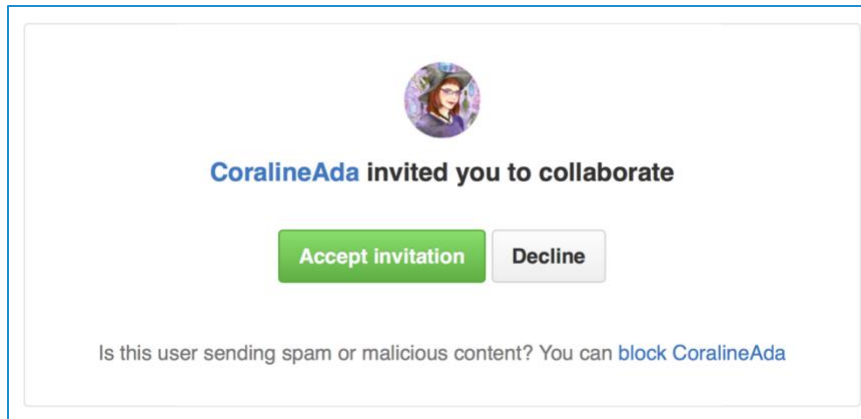 CoralineAda invited you to collaborate
Accept invitation Decline
Is this user sending spam or malicious content? You can block CoralineAda